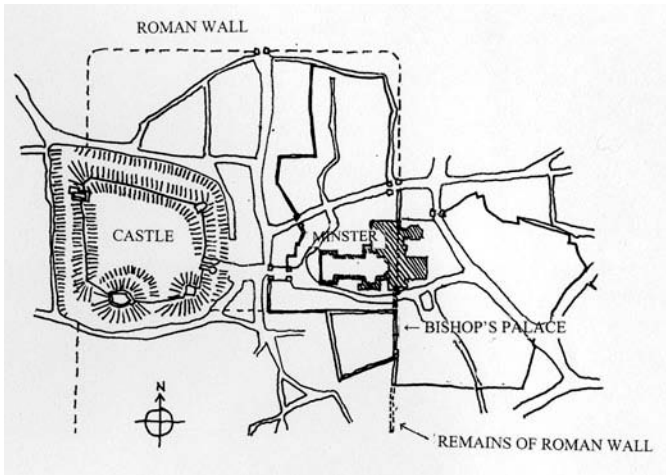 ROMAN WALL
CASTLE
MINSTER
← BISHOP'S PALACE
N
REMAINS OF ROMAN WALL